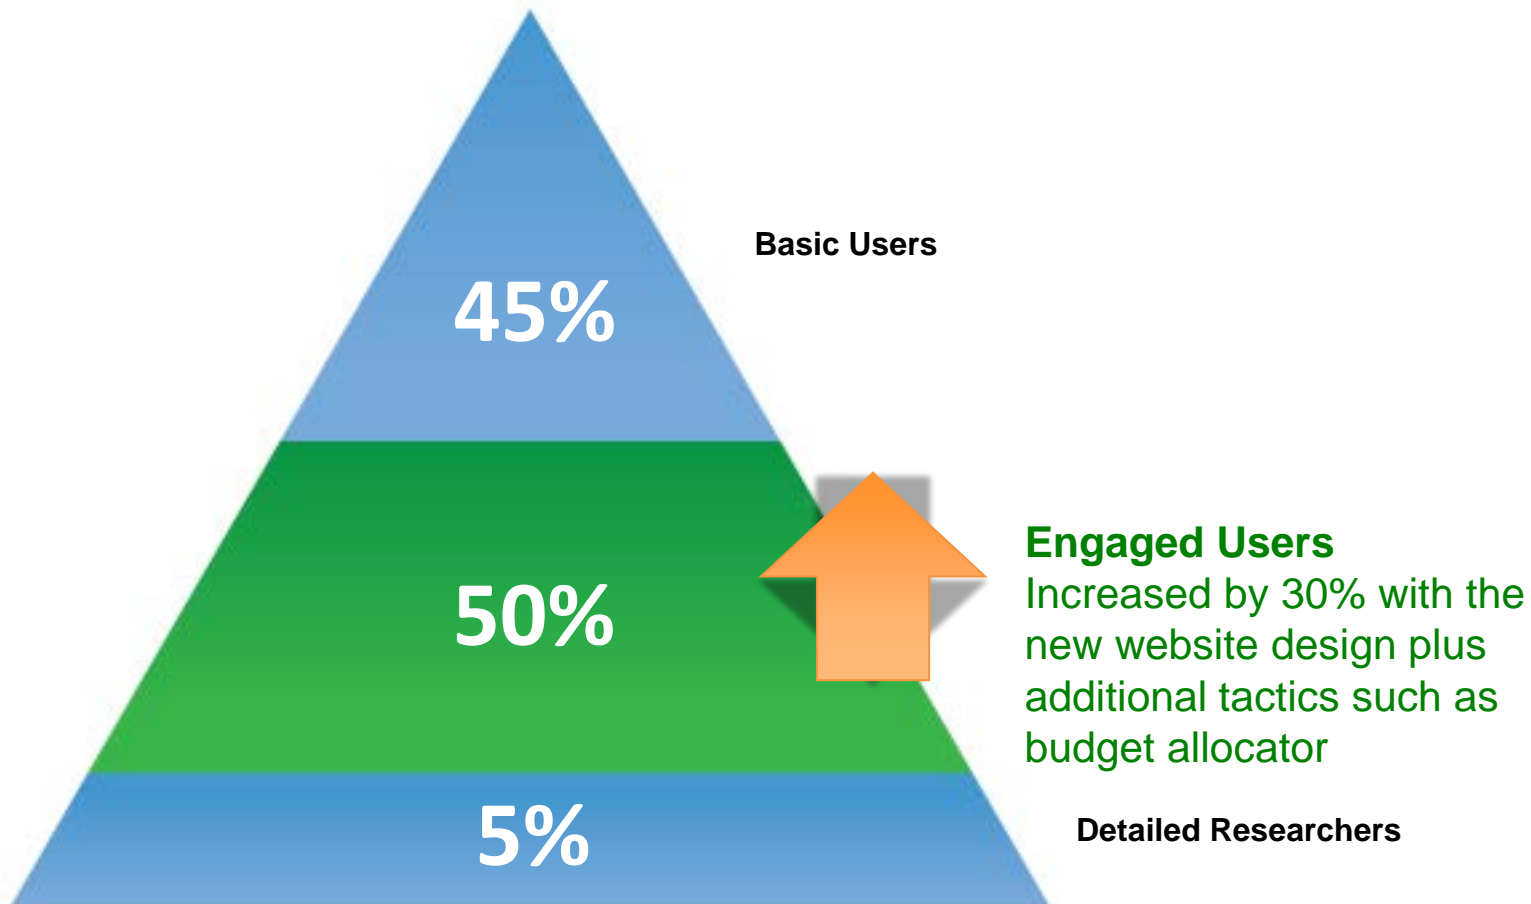 Basic Users
45%
50%
Engaged Users
Increased by 30% with the
new website design plus
additional tactics such as
budget allocator
5%
Detailed Researchers